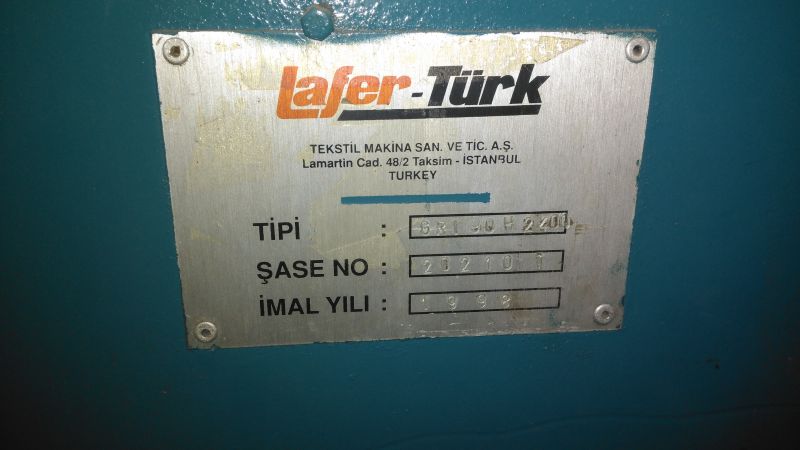 Lafer-Türk
TEKSTİL MAKİNA SAN. VE TİC. A.Ş.
Lamartin Cad. 48/2 Taksim - İSTANBUL
TURKEY
TİPİ :
ŞASE NO :
İMAL YILI : 1998